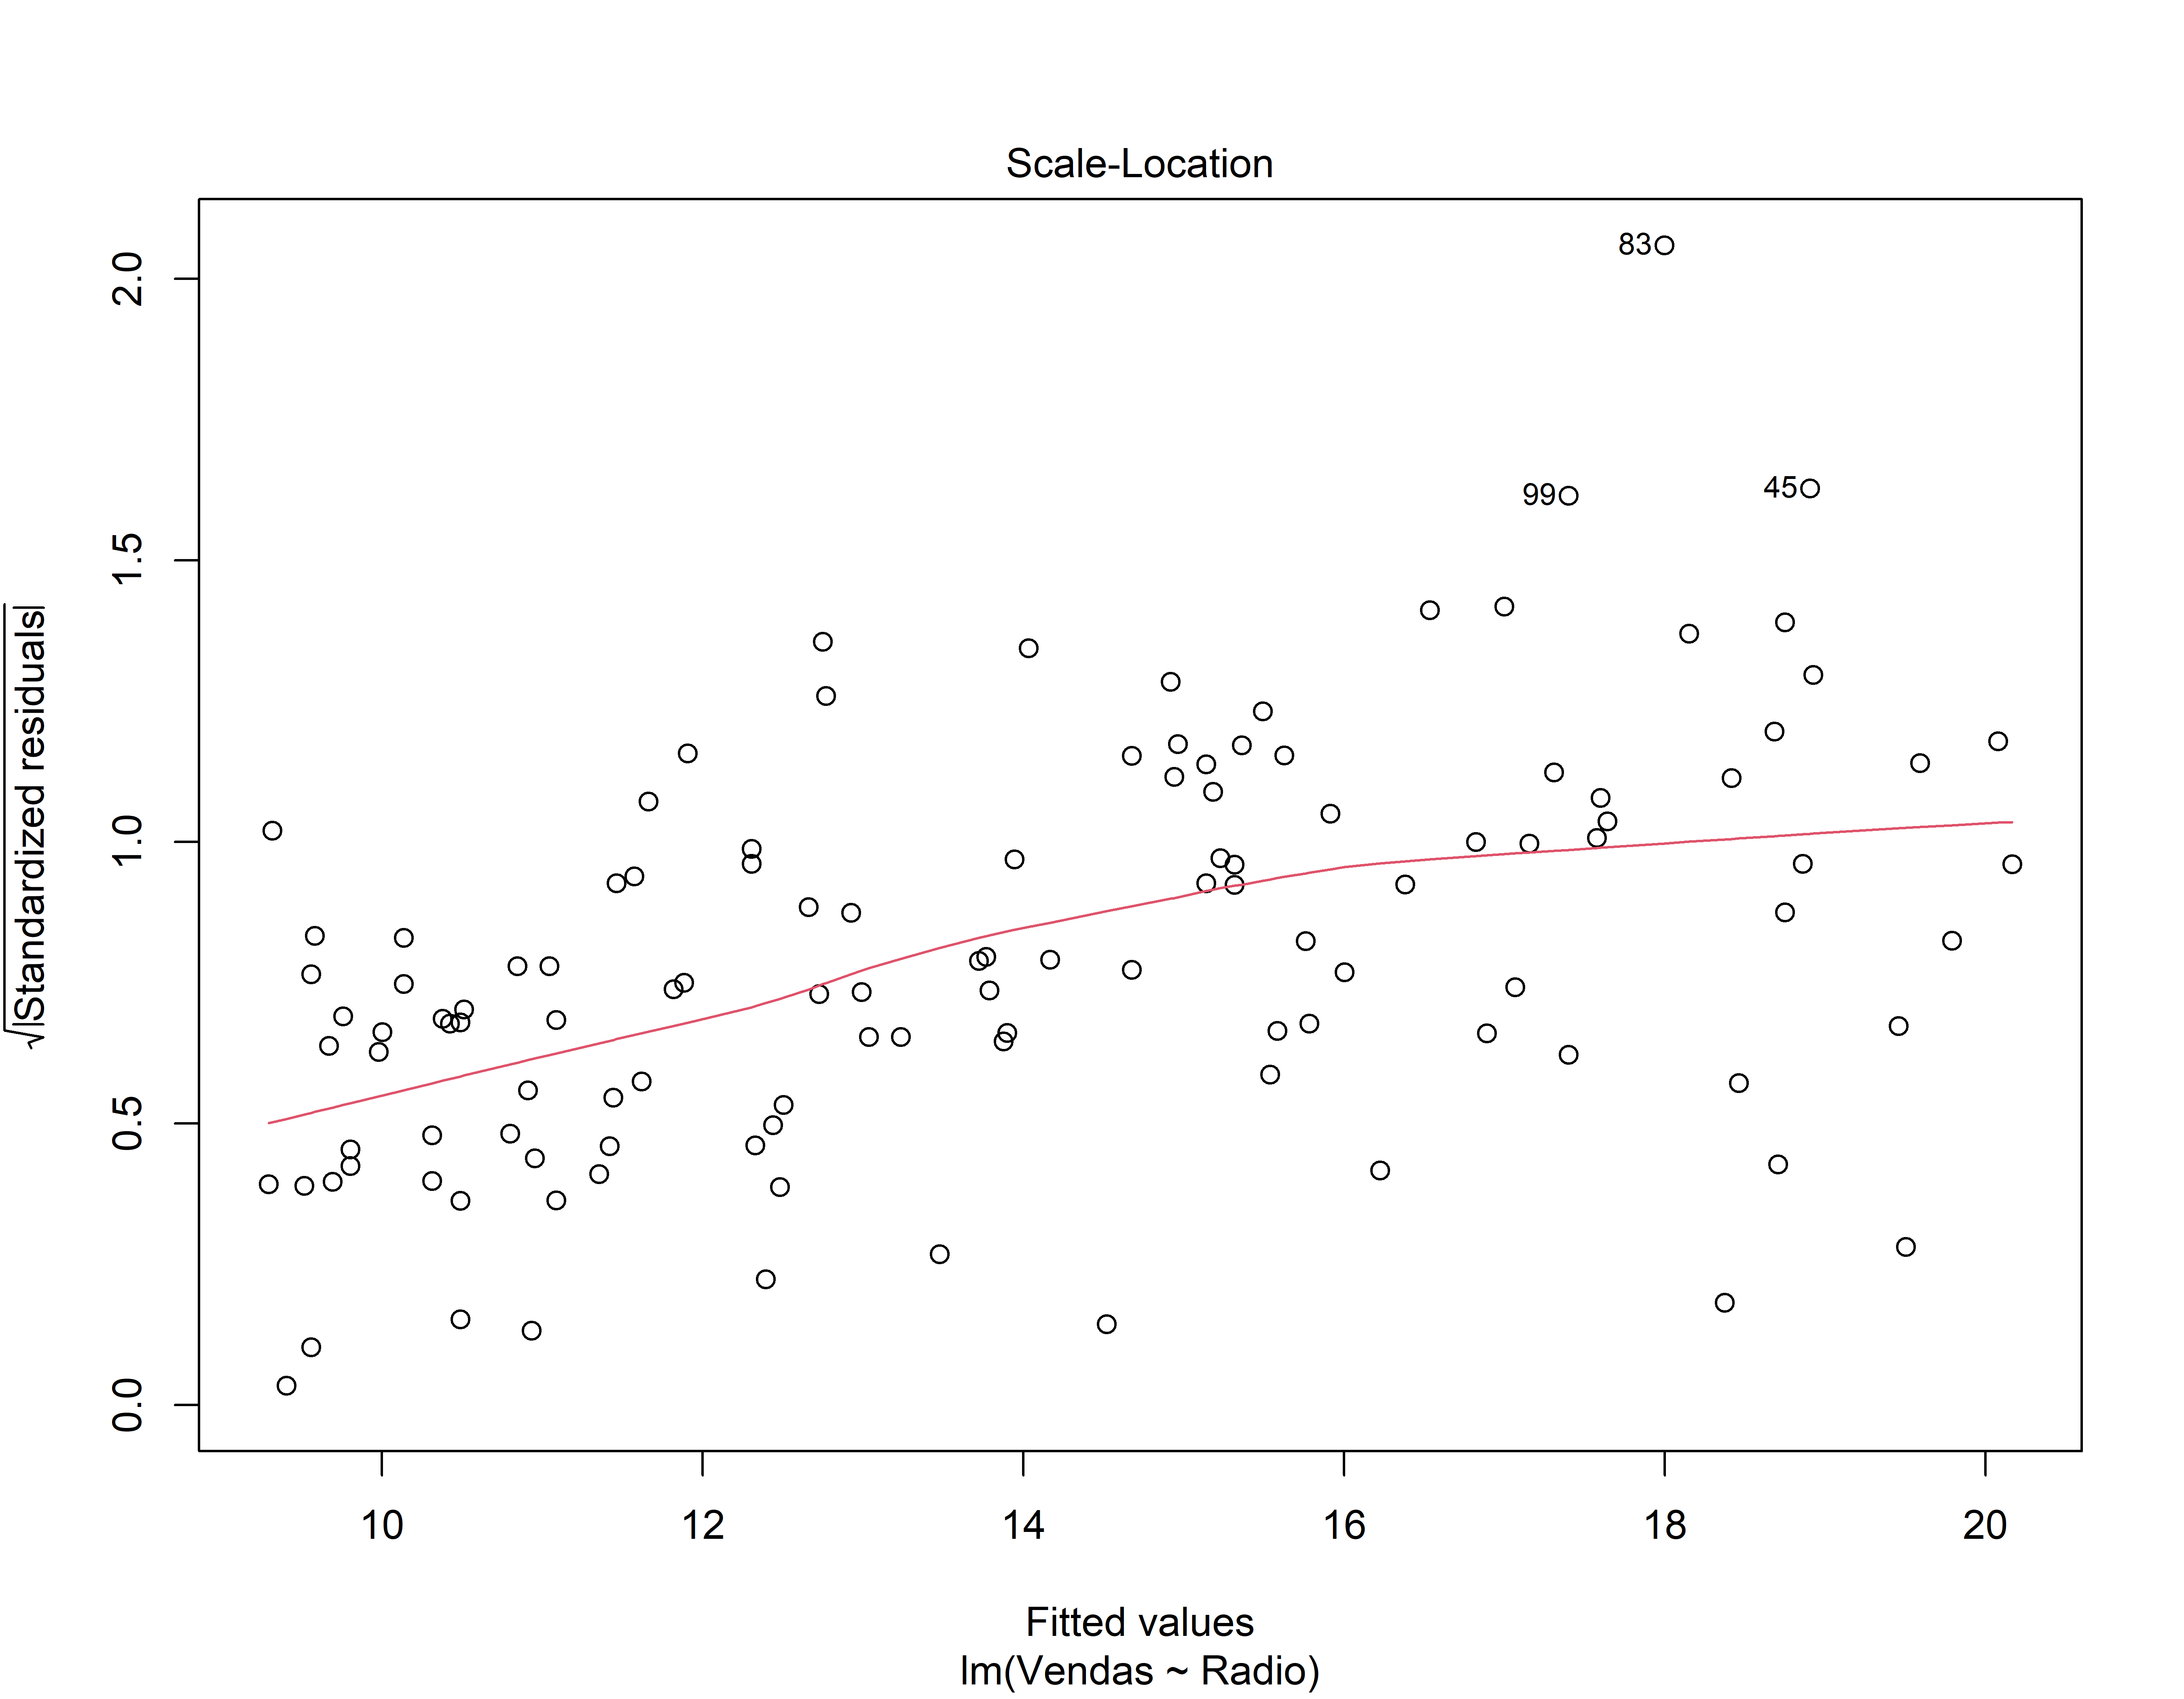 Scale-Location
√|Standardized residuals|
2.0
1.5
1.0
0.5
0.0
83
99
45
10 12 14 16 18 20
Fitted values
lm(Vendas ~ Radio)